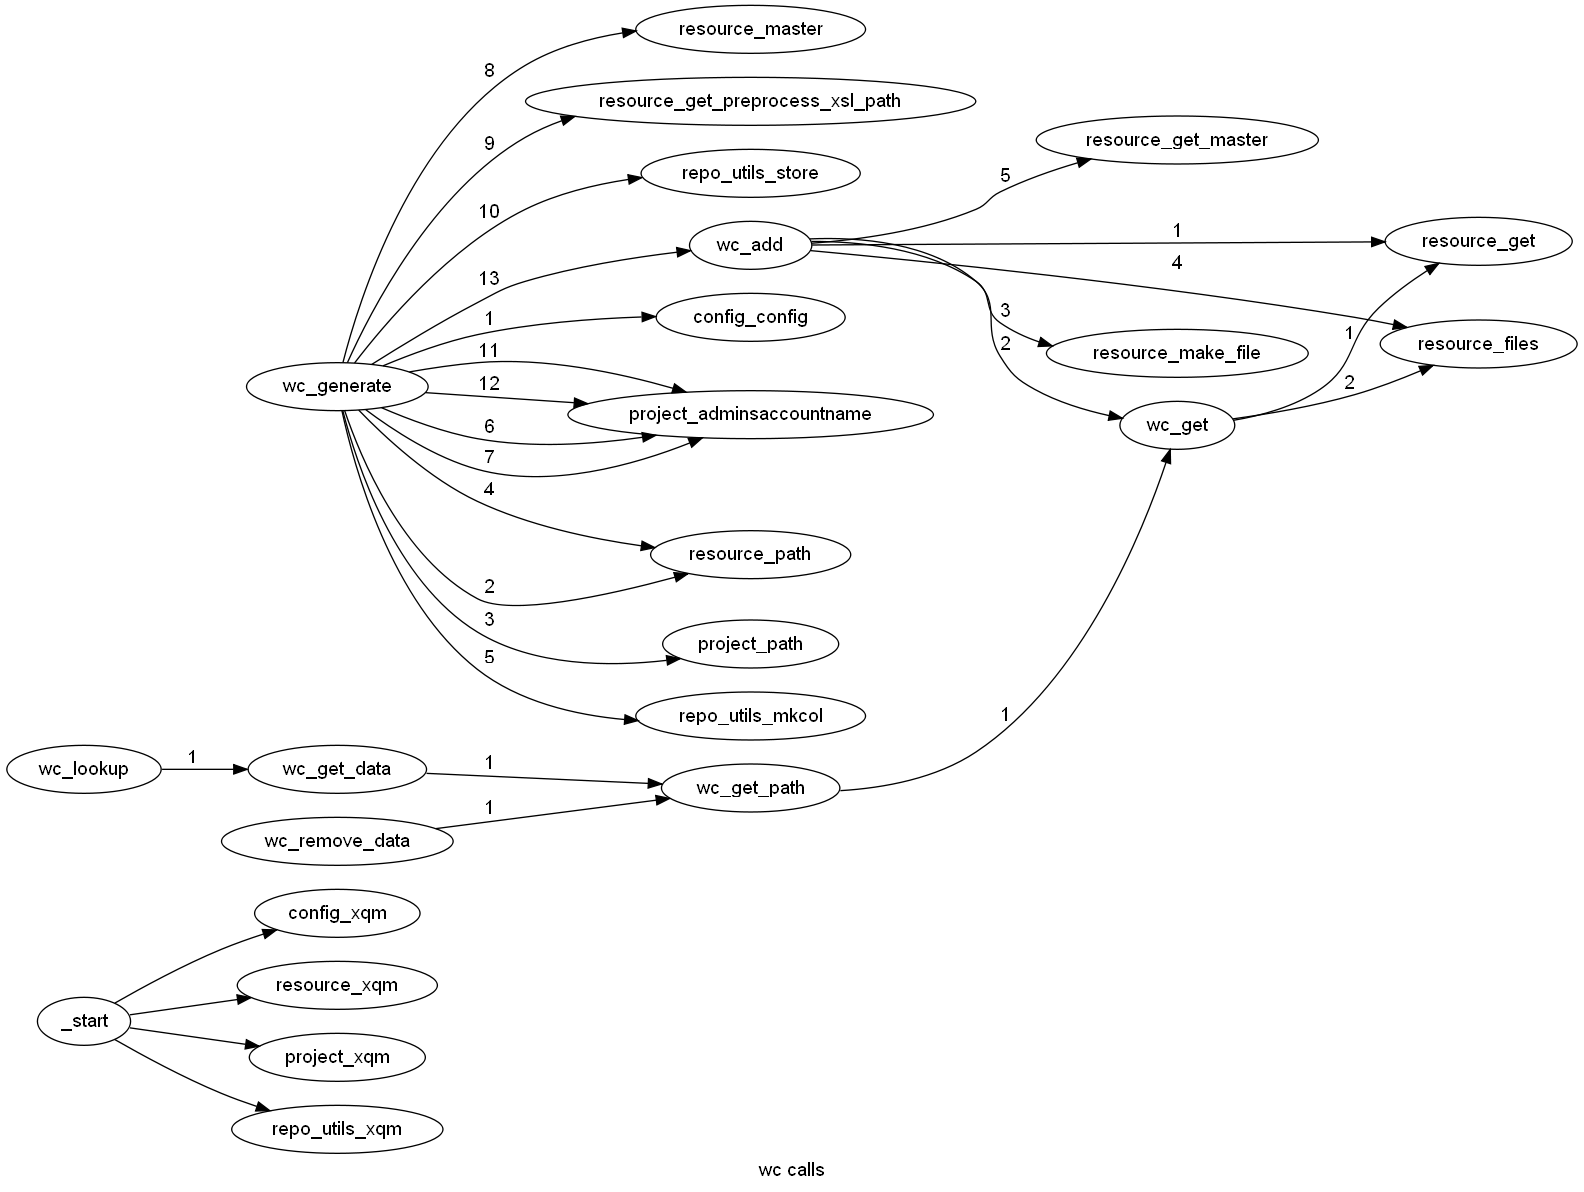 resource_master
8
resource_get_preprocess_xsl_path
9
resource_get_master
repo_utils_store
5
10
wc_add
1
resource_get
4
13
config_config
1
3
resource_make_file
2
1
resource_files
11
2
wc_generate
12
project_adminsaccountname
6
wc_get
7
4
resource_path
2
3
project_path
5
repo_utils_mkcol
1
wc_lookup
1
wc_get_data
1
wc_get_path
1
wc_remove_data
config_xqm
resource_xqm
_start
project_xqm
repo_utils_xqm
wc calls